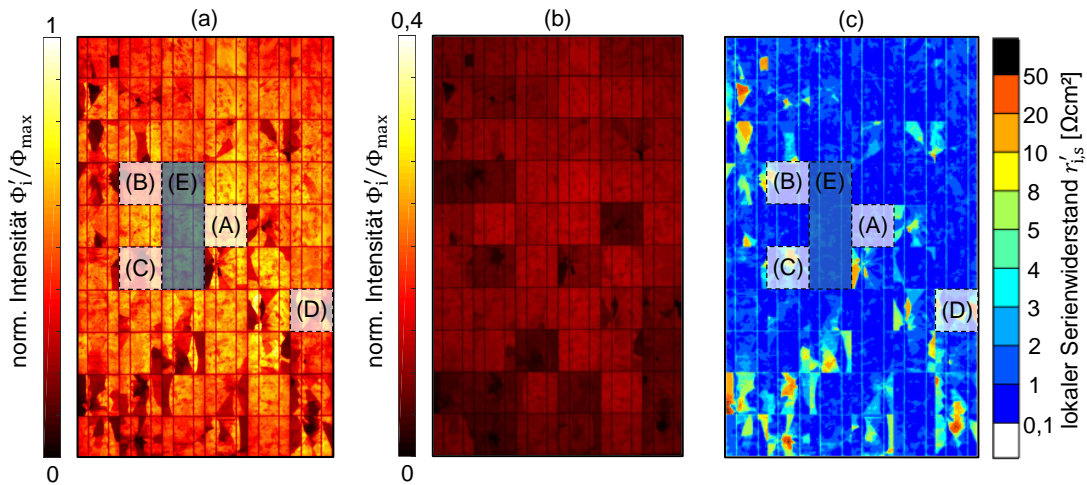 (a)
(b)
(c)
1
norm. Intensität Φ′i/Φmax
0
(B)
(E)
(A)
(C)
(D)
0,4
norm. Intensität Φ′i/Φmax
0
(B)
(E)
(A)
(C)
(D)
50
20
10
8
5
4
3
2
1
0,1
lokaler Serienwiderstand r′i,s [Ωcm²]